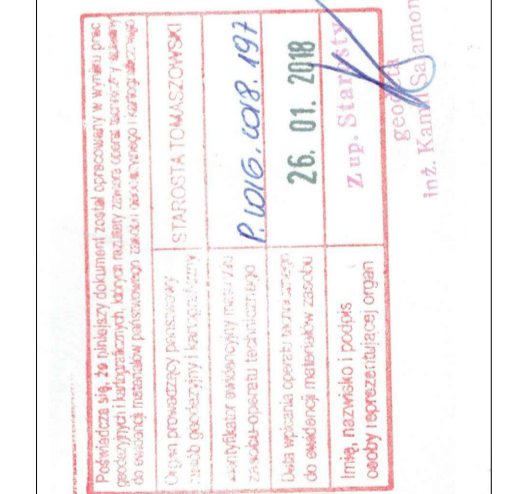 Poświadcza się, że niniejszy dokument został opracowany w wyniku prac
geodezyjnych i kartograficznych, których rezultaty zawiera operat techniczny wpisany
do ewidencji materiałów państwowego zasobu geodezyjnego i kartograficznego
Organ prowadzący państwowy
zasób geodezyjny i kartograficzny
STAROSTA TOMASZOWSKI
Identyfikator ewidencyjny materiału
zasobu-operatu technicznego
P.1016.2018.197
Data wpisania operatu technicznego
do ewidencji materiałów zasobu
26. 01. 2018
Imię, nazwisko i podpis
osoby reprezentującej organ
Z up. Starosty
geodeta
inż. Kamil Salamon